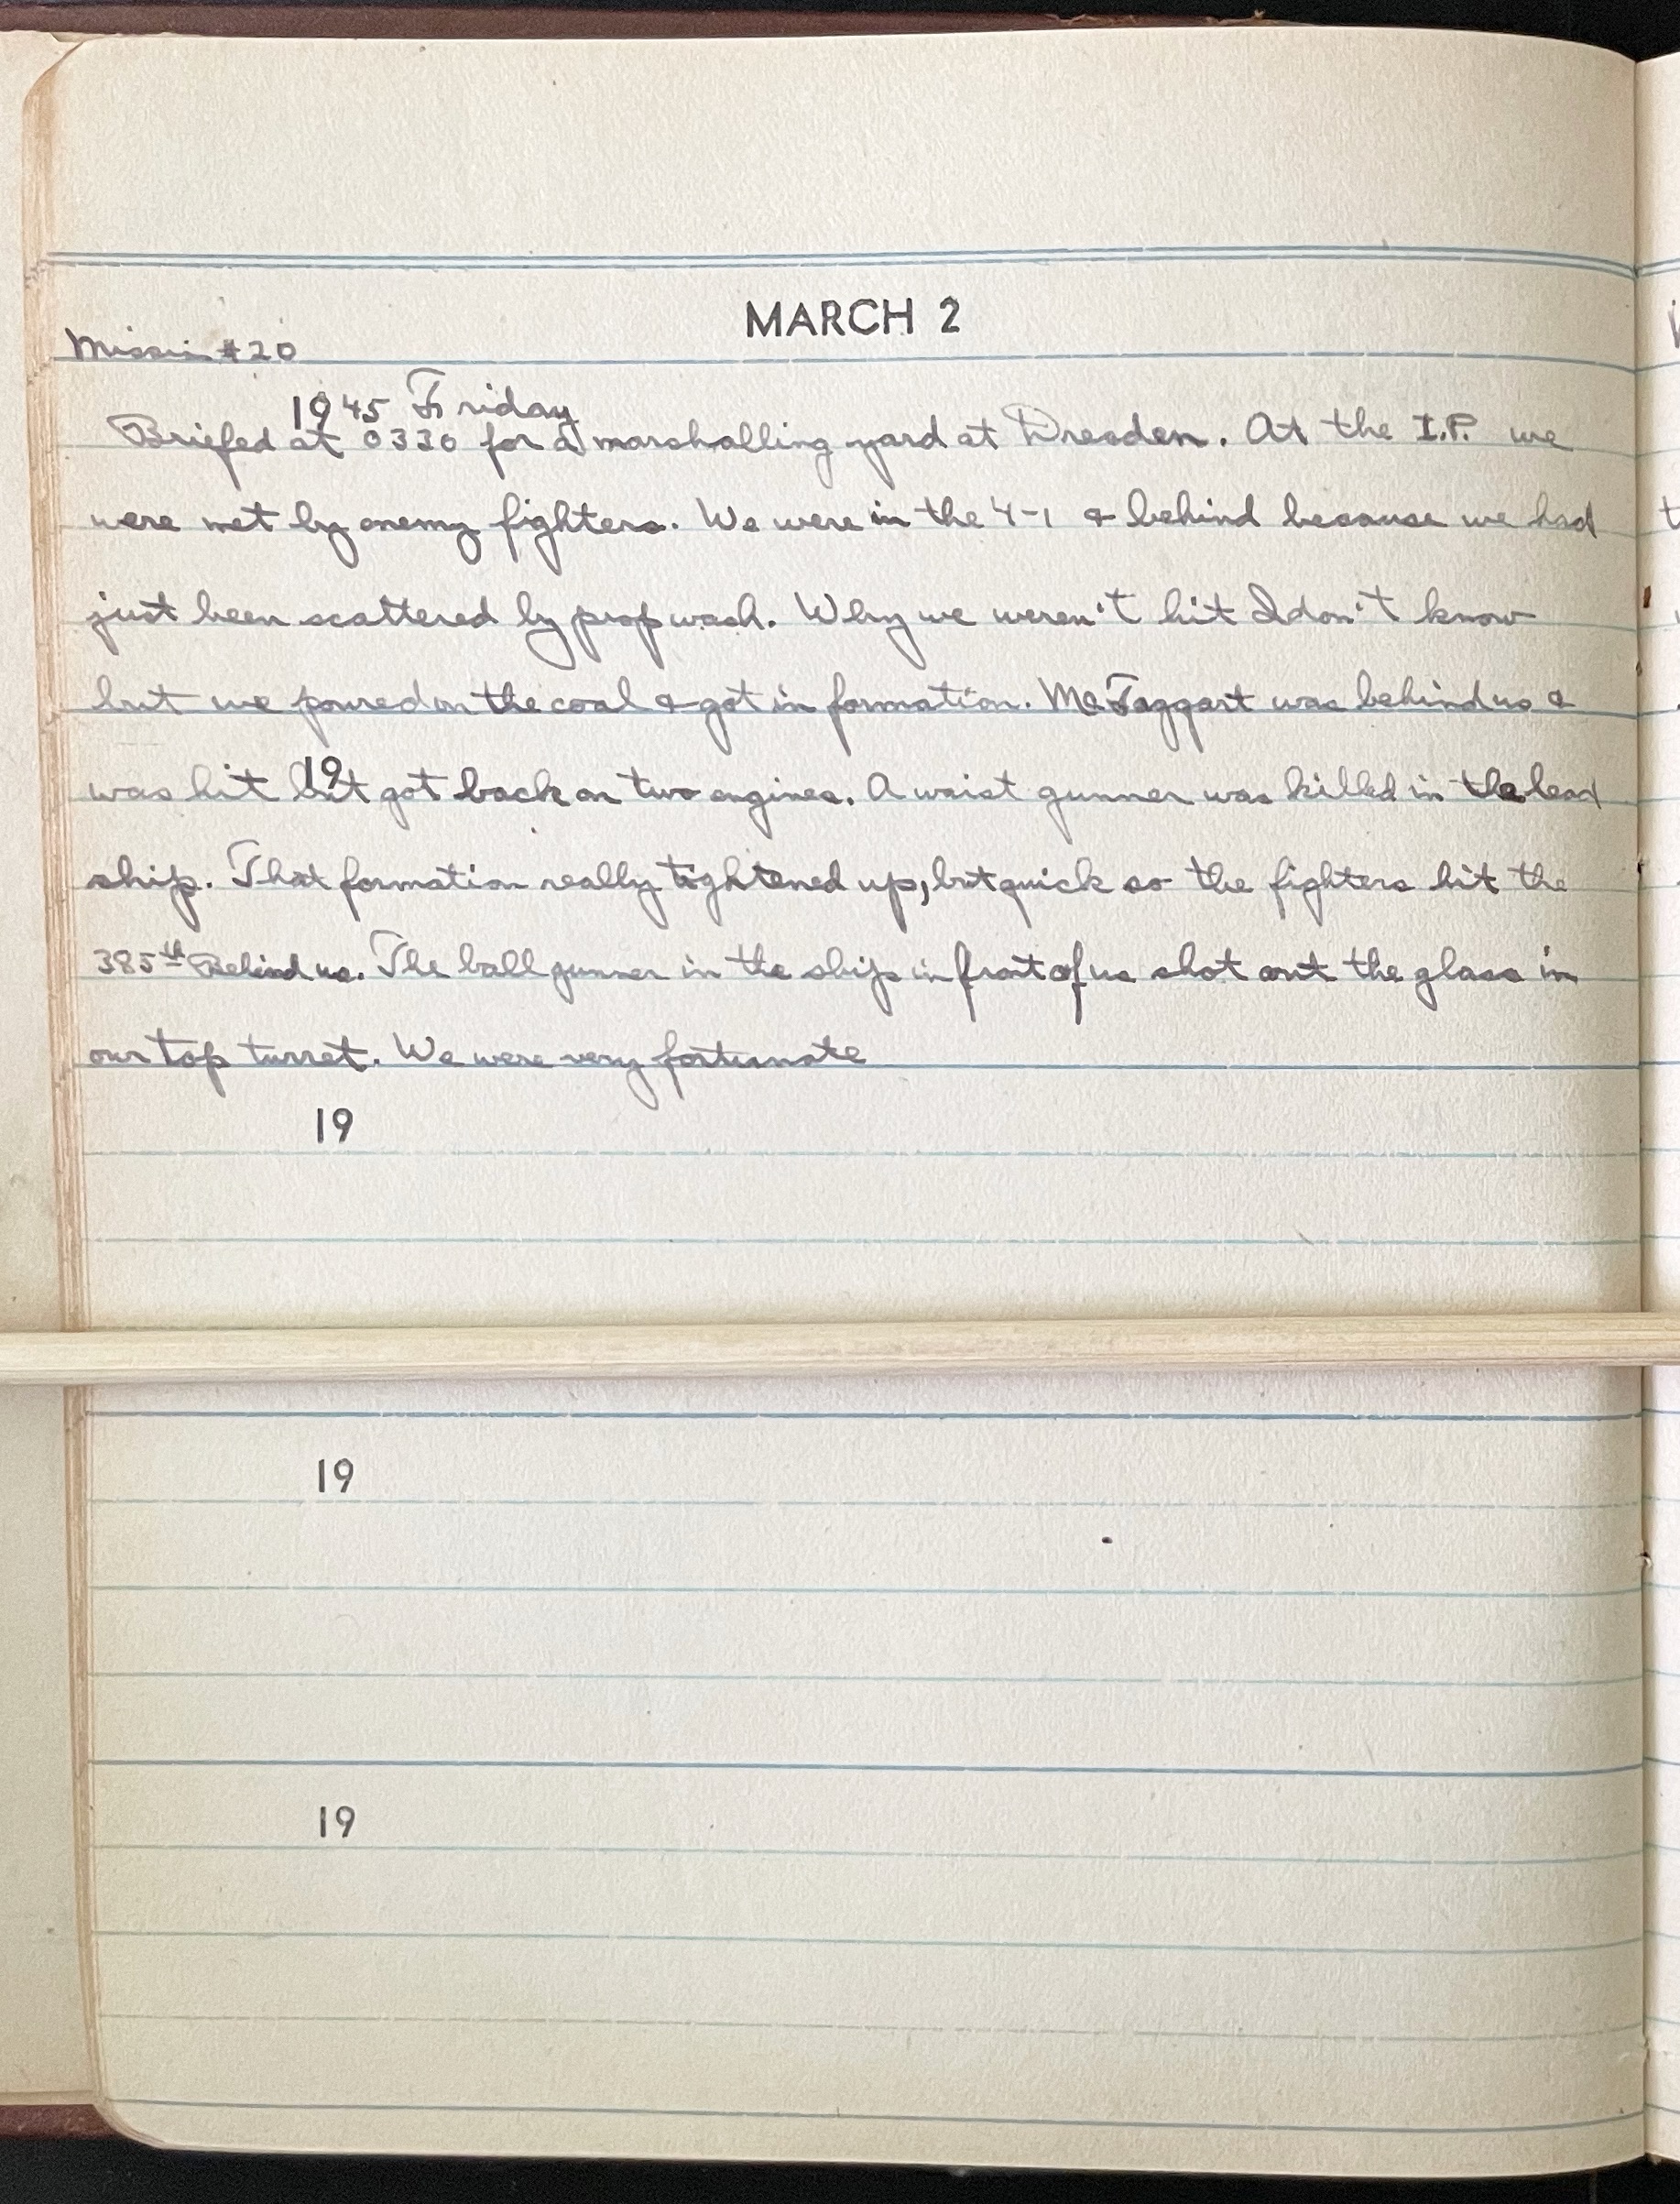 MARCH 2
Mission #20
1945 Friday
Briefed at 0330 for a marshalling yard at Dresden. At the I.P. we
were met by enemy fighters. We were in the 4-1 & behind because we had
just been scattered by prop wash. Why we weren't hit I don't know
but we poured on the coal & got in formation. McTaggart was behind us &
19
was hit but got back on two engines. A waist gunner was killed in the lead
ship. That formation really tightened up, but quick so the fighters hit the
385th Behind us. The ball gunner in the ship in front of us shot out the glass in
our top turret. We were very fortunate
19
19
19